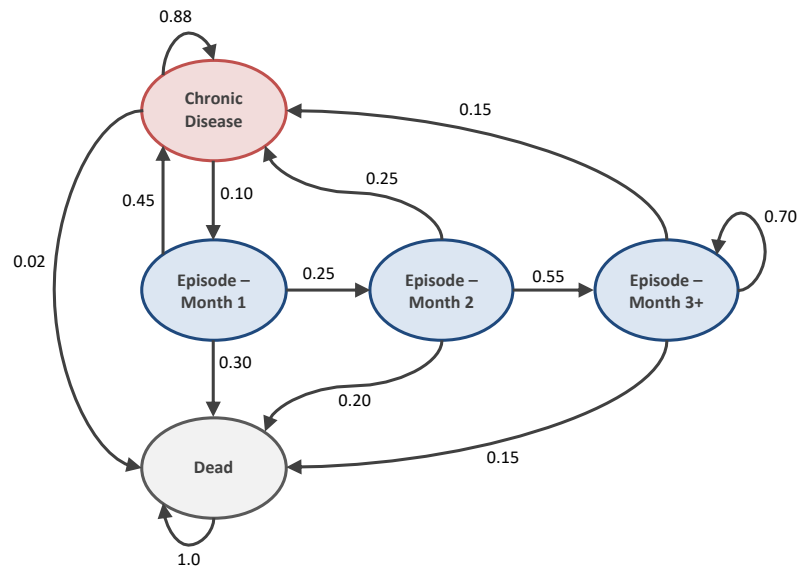 0.88
Chronic
Disease
0.15
0.25
0.45
0.10
0.70
0.02
Episode –
Month 1
0.25
Episode –
Month 2
0.55
Episode –
Month 3+
0.30
0.20
0.15
Dead
1.0